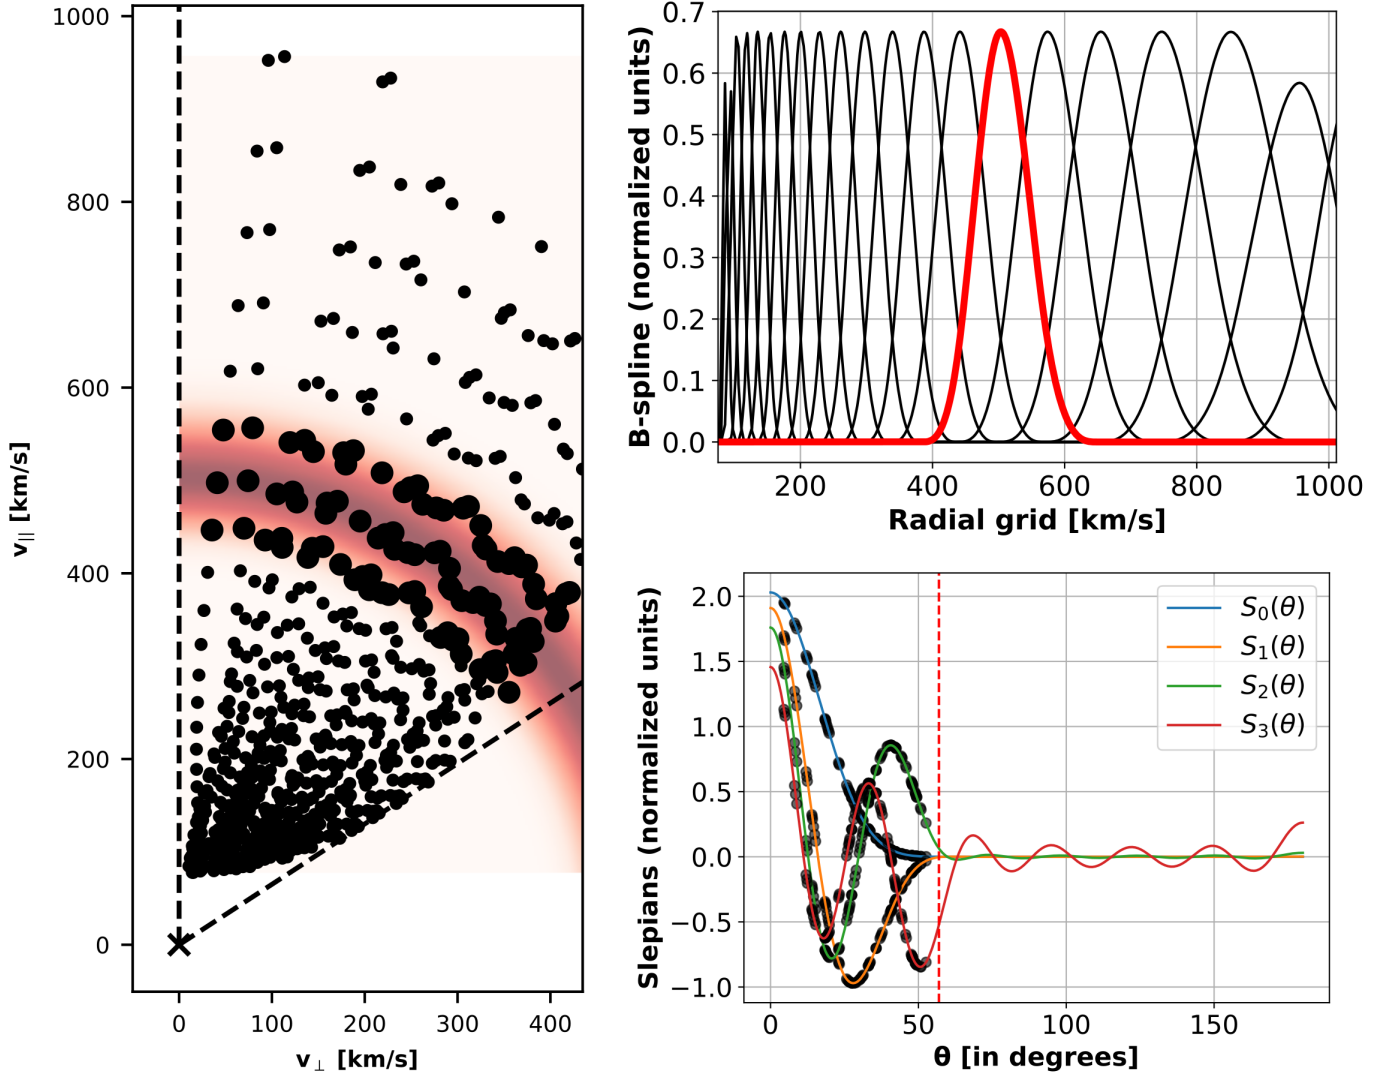 1000
800
600
400
200
0
v|| [km/s]
0 100 200 300 400
v⊥ [km/s]
0.7
0.6
0.5
0.4
0.3
0.2
0.1
0.0
B-spline (normalized units)
200 400 600 800 1000
Radial grid [km/s]
2.0
1.5
1.0
0.5
0.0
−0.5
−1.0
Slepians (normalized units)
S0(θ)
S1(θ)
S2(θ)
S3(θ)
0 50 100 150
θ [in degrees]